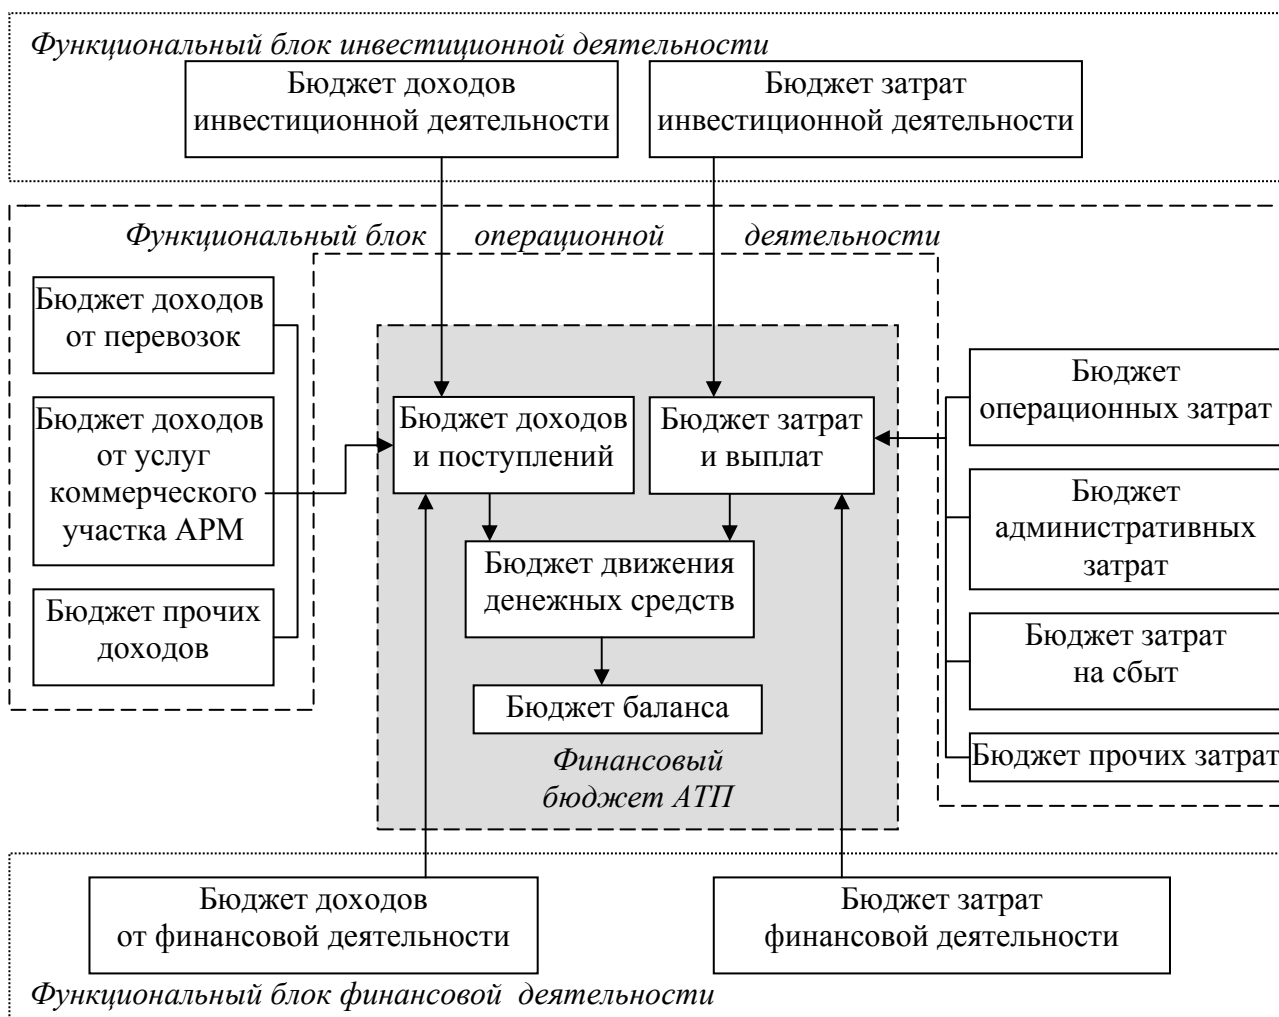 Функциональный блок инвестиционной деятельности
Бюджет доходов
инвестиционной деятельности
Бюджет затрат
инвестиционной деятельности
Функциональный блок операционной деятельности
Бюджет доходов
от перевозок
Бюджет доходов
от услуг
коммерческого
участка АРМ
Бюджет прочих
доходов
Бюджет доходов
и поступлений
Бюджет затрат
и выплат
Бюджет движения
денежных средств
Бюджет баланса
Финансовый
бюджет АТП
Бюджет
операционных затрат
Бюджет
административных
затрат
Бюджет затрат
на сбыт
Бюджет прочих затрат
Бюджет доходов
от финансовой деятельности
Бюджет затрат
финансовой деятельности
Функциональный блок финансовой деятельности